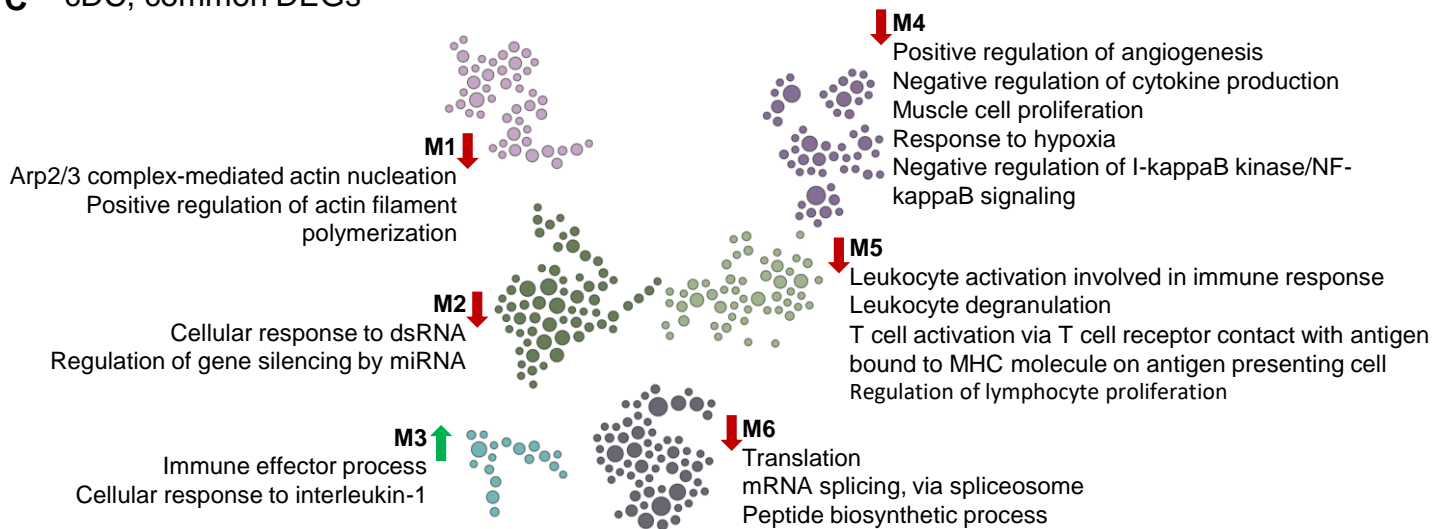 C cDC, common DEGs
M4
Positive regulation of angiogenesis
Negative regulation of cytokine production
Muscle cell proliferation
Response to hypoxia
Negative regulation of I-kappaB kinase/NF-
kappaB signaling
M1
Arp2/3 complex-mediated actin nucleation
Positive regulation of actin filament
polymerization
M5
Leukocyte activation involved in immune response
Leukocyte degranulation
T cell activation via T cell receptor contact with antigen
bound to MHC molecule on antigen presenting cell
Regulation of lymphocyte proliferation
M2
Cellular response to dsRNA
Regulation of gene silencing by miRNA
M3
Immune effector process
Cellular response to interleukin-1
M6
Translation
mRNA splicing, via spliceosome
Peptide biosynthetic process